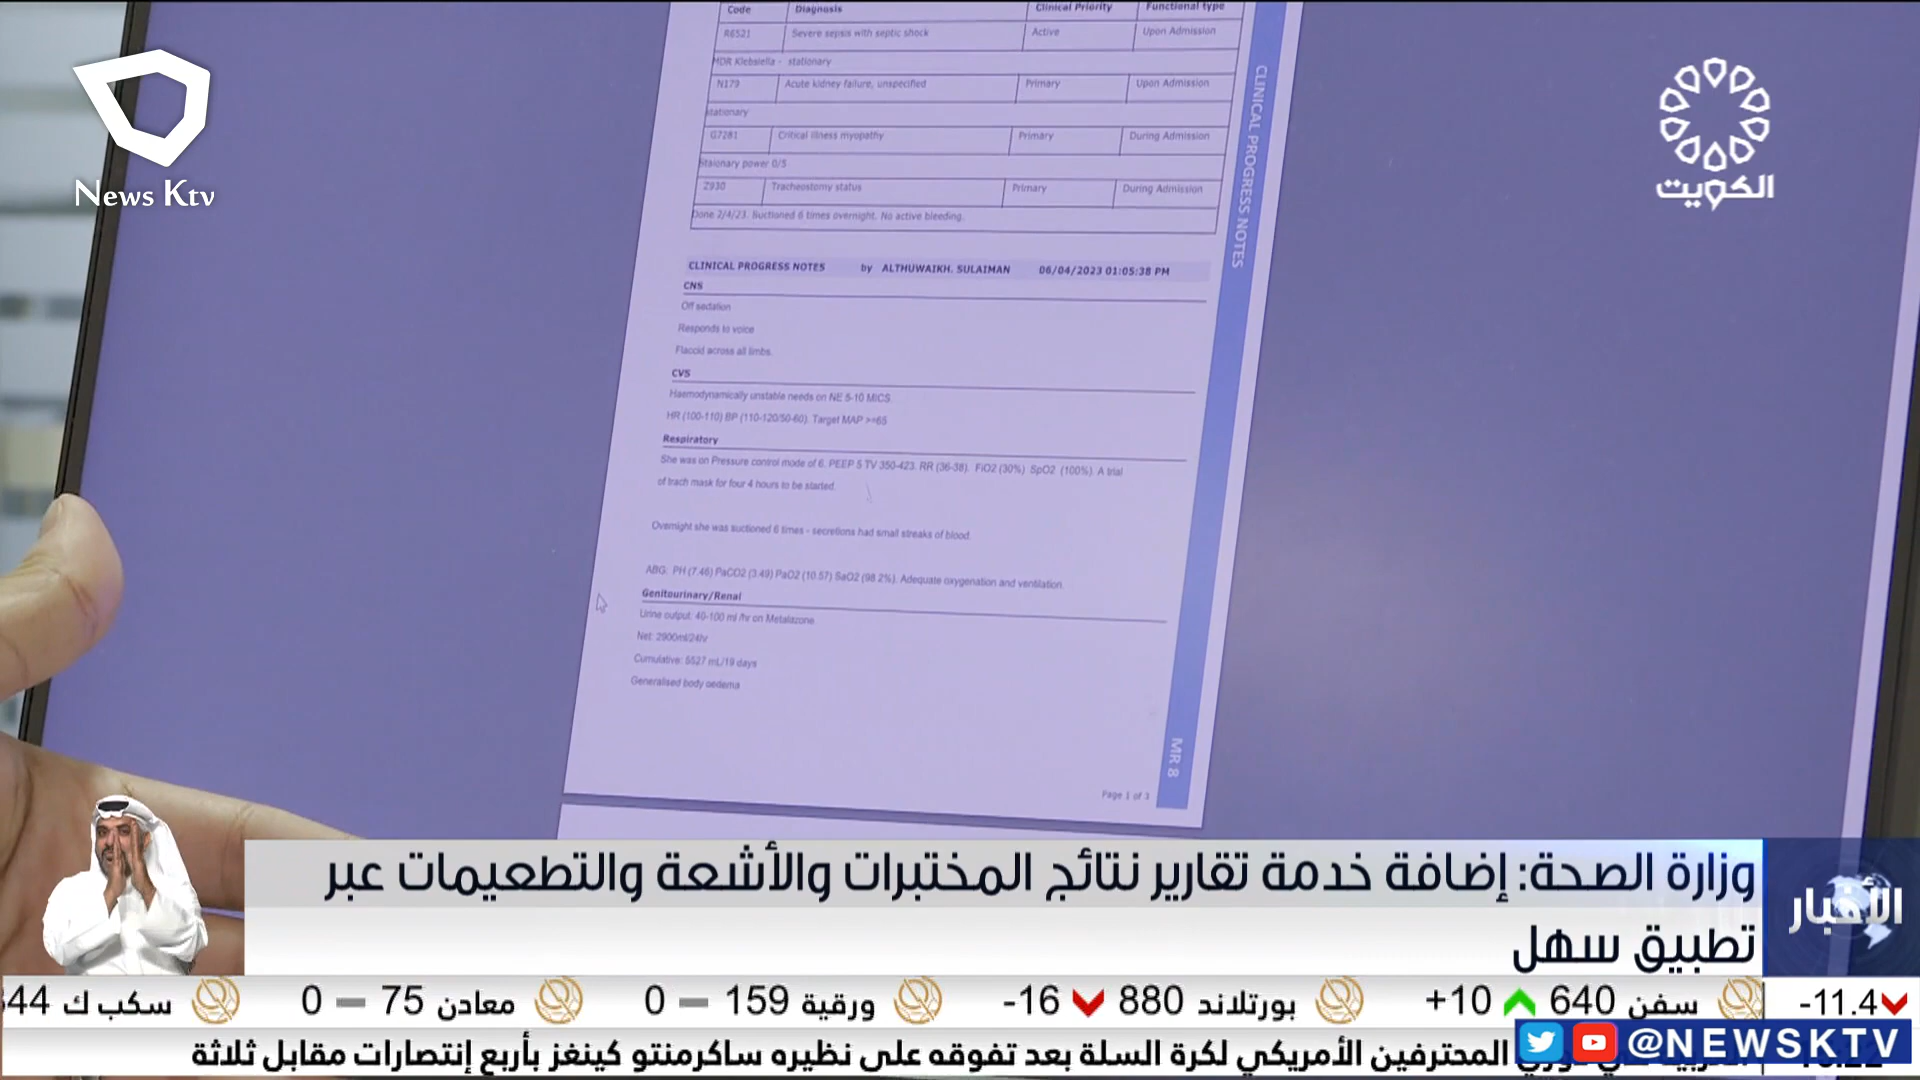 Code Diagnosis Clinical Priority Functional type
R6521 Severe sepsis with septic shock Active Upon Admission
MDR Klebsiella - stationary
N179 Acute kidney failure, unspecified Primary Upon Admission
stationary
G7281 Critical illness myopathy Primary During Admission
Staionary power 0/5
Z930 Tracheostomy status Primary During Admission
Done 2/4/23. Suctioned 6 times overnight. No active bleeding.
CLINICAL PROGRESS NOTES
News Ktv
الكويت
CLINICAL PROGRESS NOTES by ALTHUWAIKH. SULAIMAN 06/04/2023 01:05:38 PM
CNS
Off sedation
Responds to voice
Flaccid across all limbs.
CVS
Haemodynamically unstable needs on NE 5-10 MICS.
HR (100-110) BP (110-120/50-60). Target MAP >=65
Respiratory
She was on Pressure control mode of 6. PEEP 5 TV 350-423. RR (36-38). FiO2 (30%) SpO2 (100%). A trial
of trach mask for four 4 hours to be started.
Overnight she was suctioned 6 times - secretions had small streaks of blood.
ABG: PH (7.46) PaCO2 (3.49) PaO2 (10.57) SaO2 (98.2%). Adequate oxygenation and ventilation.
Genitourinary/Renal
Urine output: 40-100 ml /hr on Metalazone.
Net: 2900ml/24hr
Cumulative: 5527 mL/19 days
Generalised body oedema
MR 8
Page 1 of 3
وزارة الصحة: إضافة خدمة تقارير نتائج المختبرات والأشعة والتطعيمات عبر
تطبيق سهل
الأخبار
-11.4 سفن 640 +10 بورتلاند 880 -16 ورقية 159 0 معادن 75 0 سكب ك
المحترفين الأمريكي لكرة السلة بعد تفوقه على نظيره ساكرمنتو كينغز بأربع إنتصارات مقابل ثلاثة
@NEWSKTV